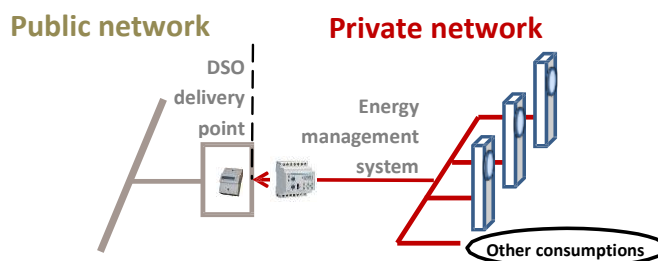 Public network
Private network
DSO
delivery
point
Energy
management
system
Other consumptions